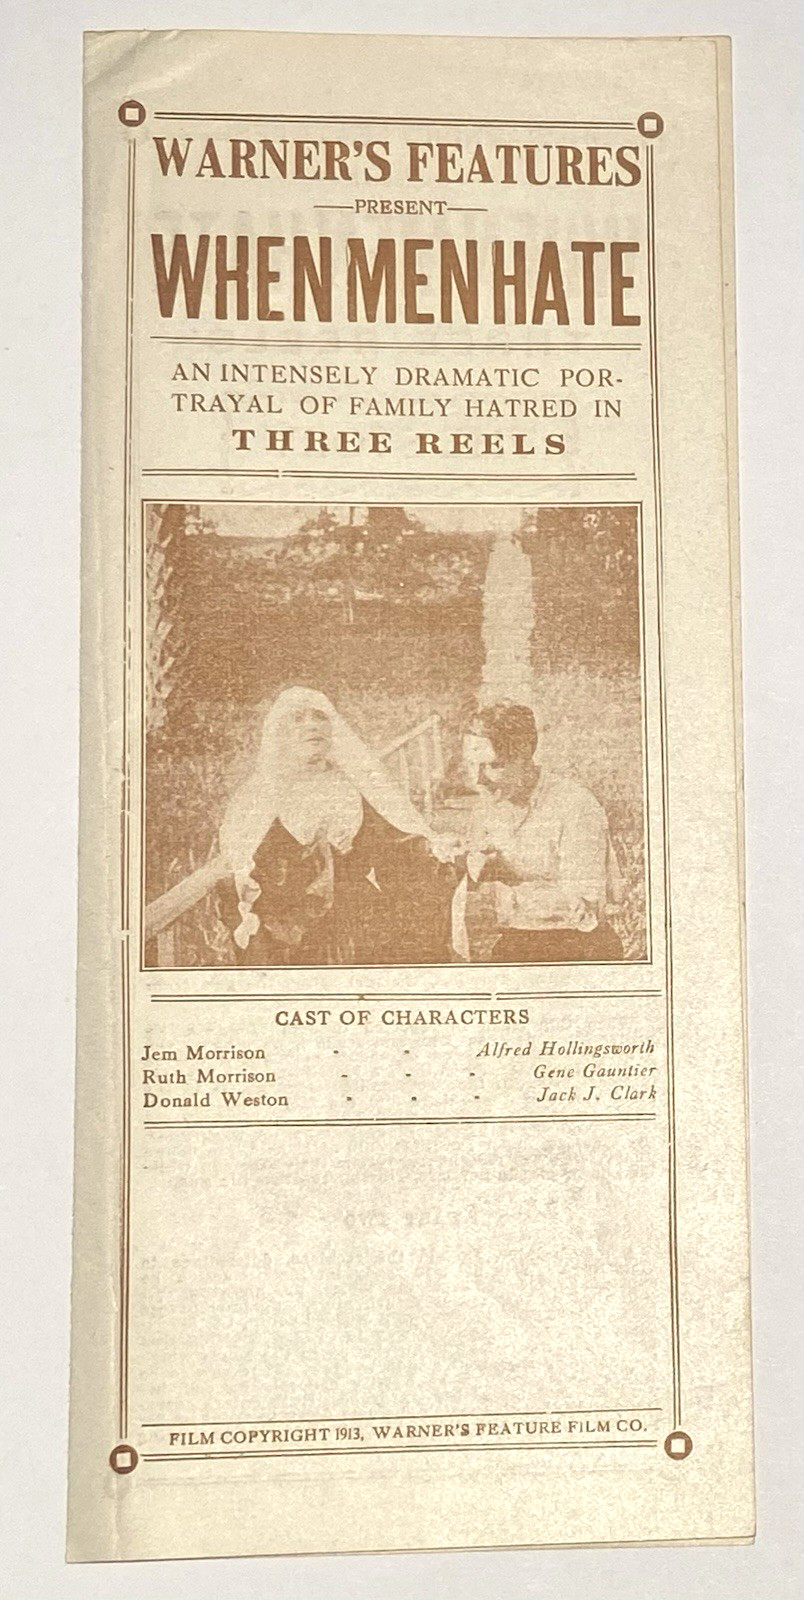 WARNER'S FEATURES
PRESENT
WHEN MEN HATE
AN INTENSELY DRAMATIC POR-
TRAYAL OF FAMILY HATRED IN
THREE REELS
CAST OF CHARACTERS
Jem Morrison - - Alfred Hollingsworth
Ruth Morrison - - - Gene Gauntier
Donald Weston - - - Jack J. Clark
FILM COPYRIGHT 1913, WARNER'S FEATURE FILM CO.